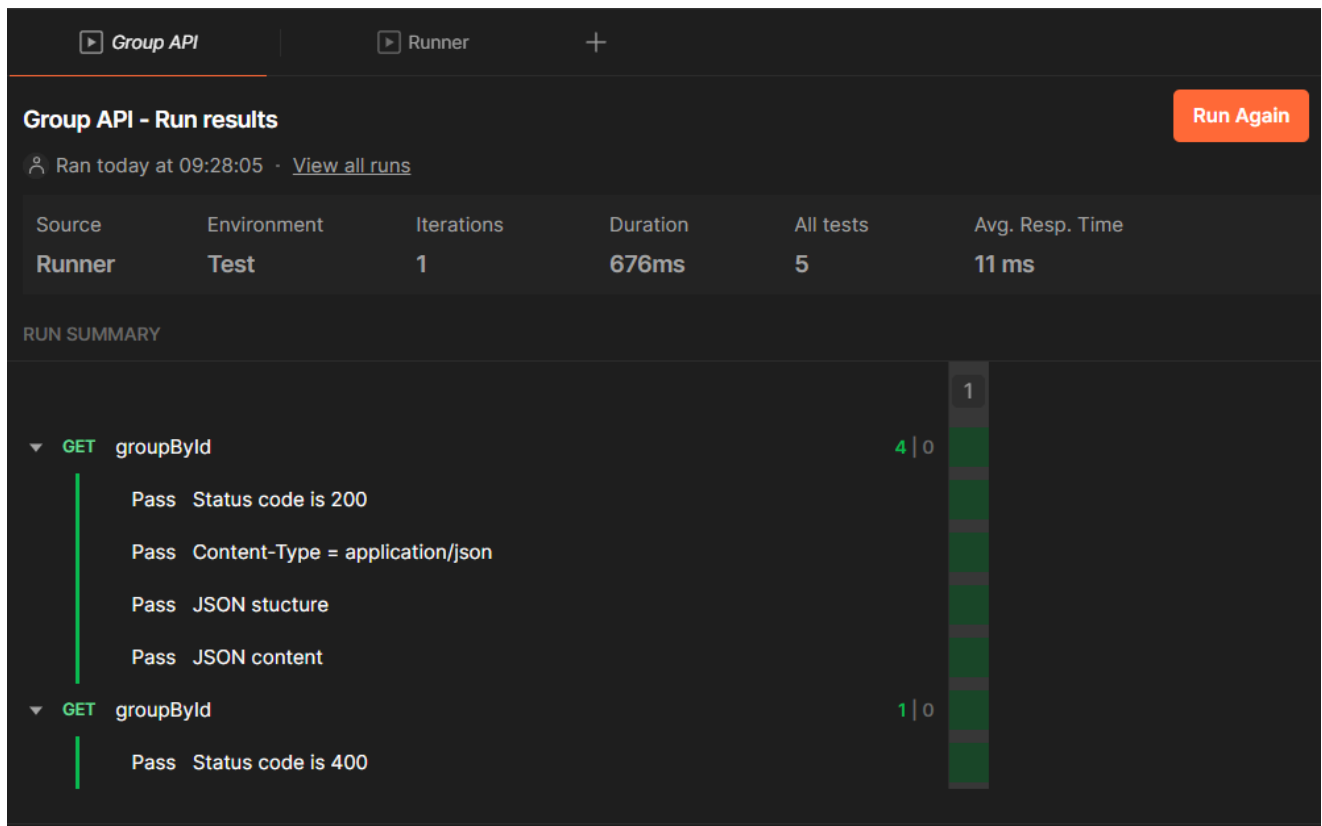 Group API Runner +
Group API - Run results
Run Again
Ran today at 09:28:05 · View all runs
Source Environment Iterations Duration All tests Avg. Resp. Time
Runner Test 1 676ms 5 11 ms
RUN SUMMARY
1
GET groupById 4 | 0
Pass Status code is 200
Pass Content-Type = application/json
Pass JSON stucture
Pass JSON content
GET groupById 1 | 0
Pass Status code is 400